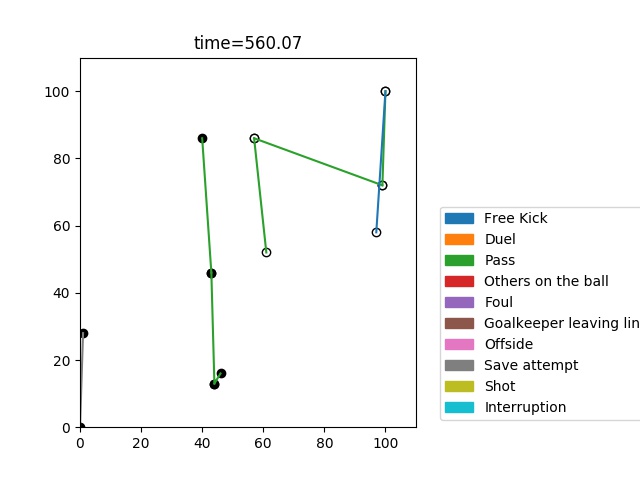 time=560.07
100
80
60
40
20
0
0 20 40 60 80 100
Free Kick
Duel
Pass
Others on the ball
Foul
Goalkeeper leaving lin
Offside
Save attempt
Shot
Interruption